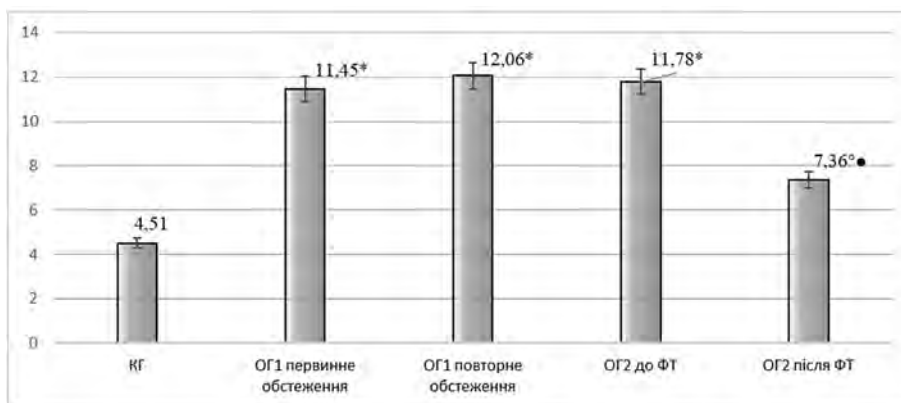 14
12
10
8
6
4
2
0
4,51
11,45*
12,06*
11,78*
7,36°●
КГ
ОГ1 первинне
обстеження
ОГ1 повторне
обстеження
ОГ2 до ФТ
ОГ2 після ФТ